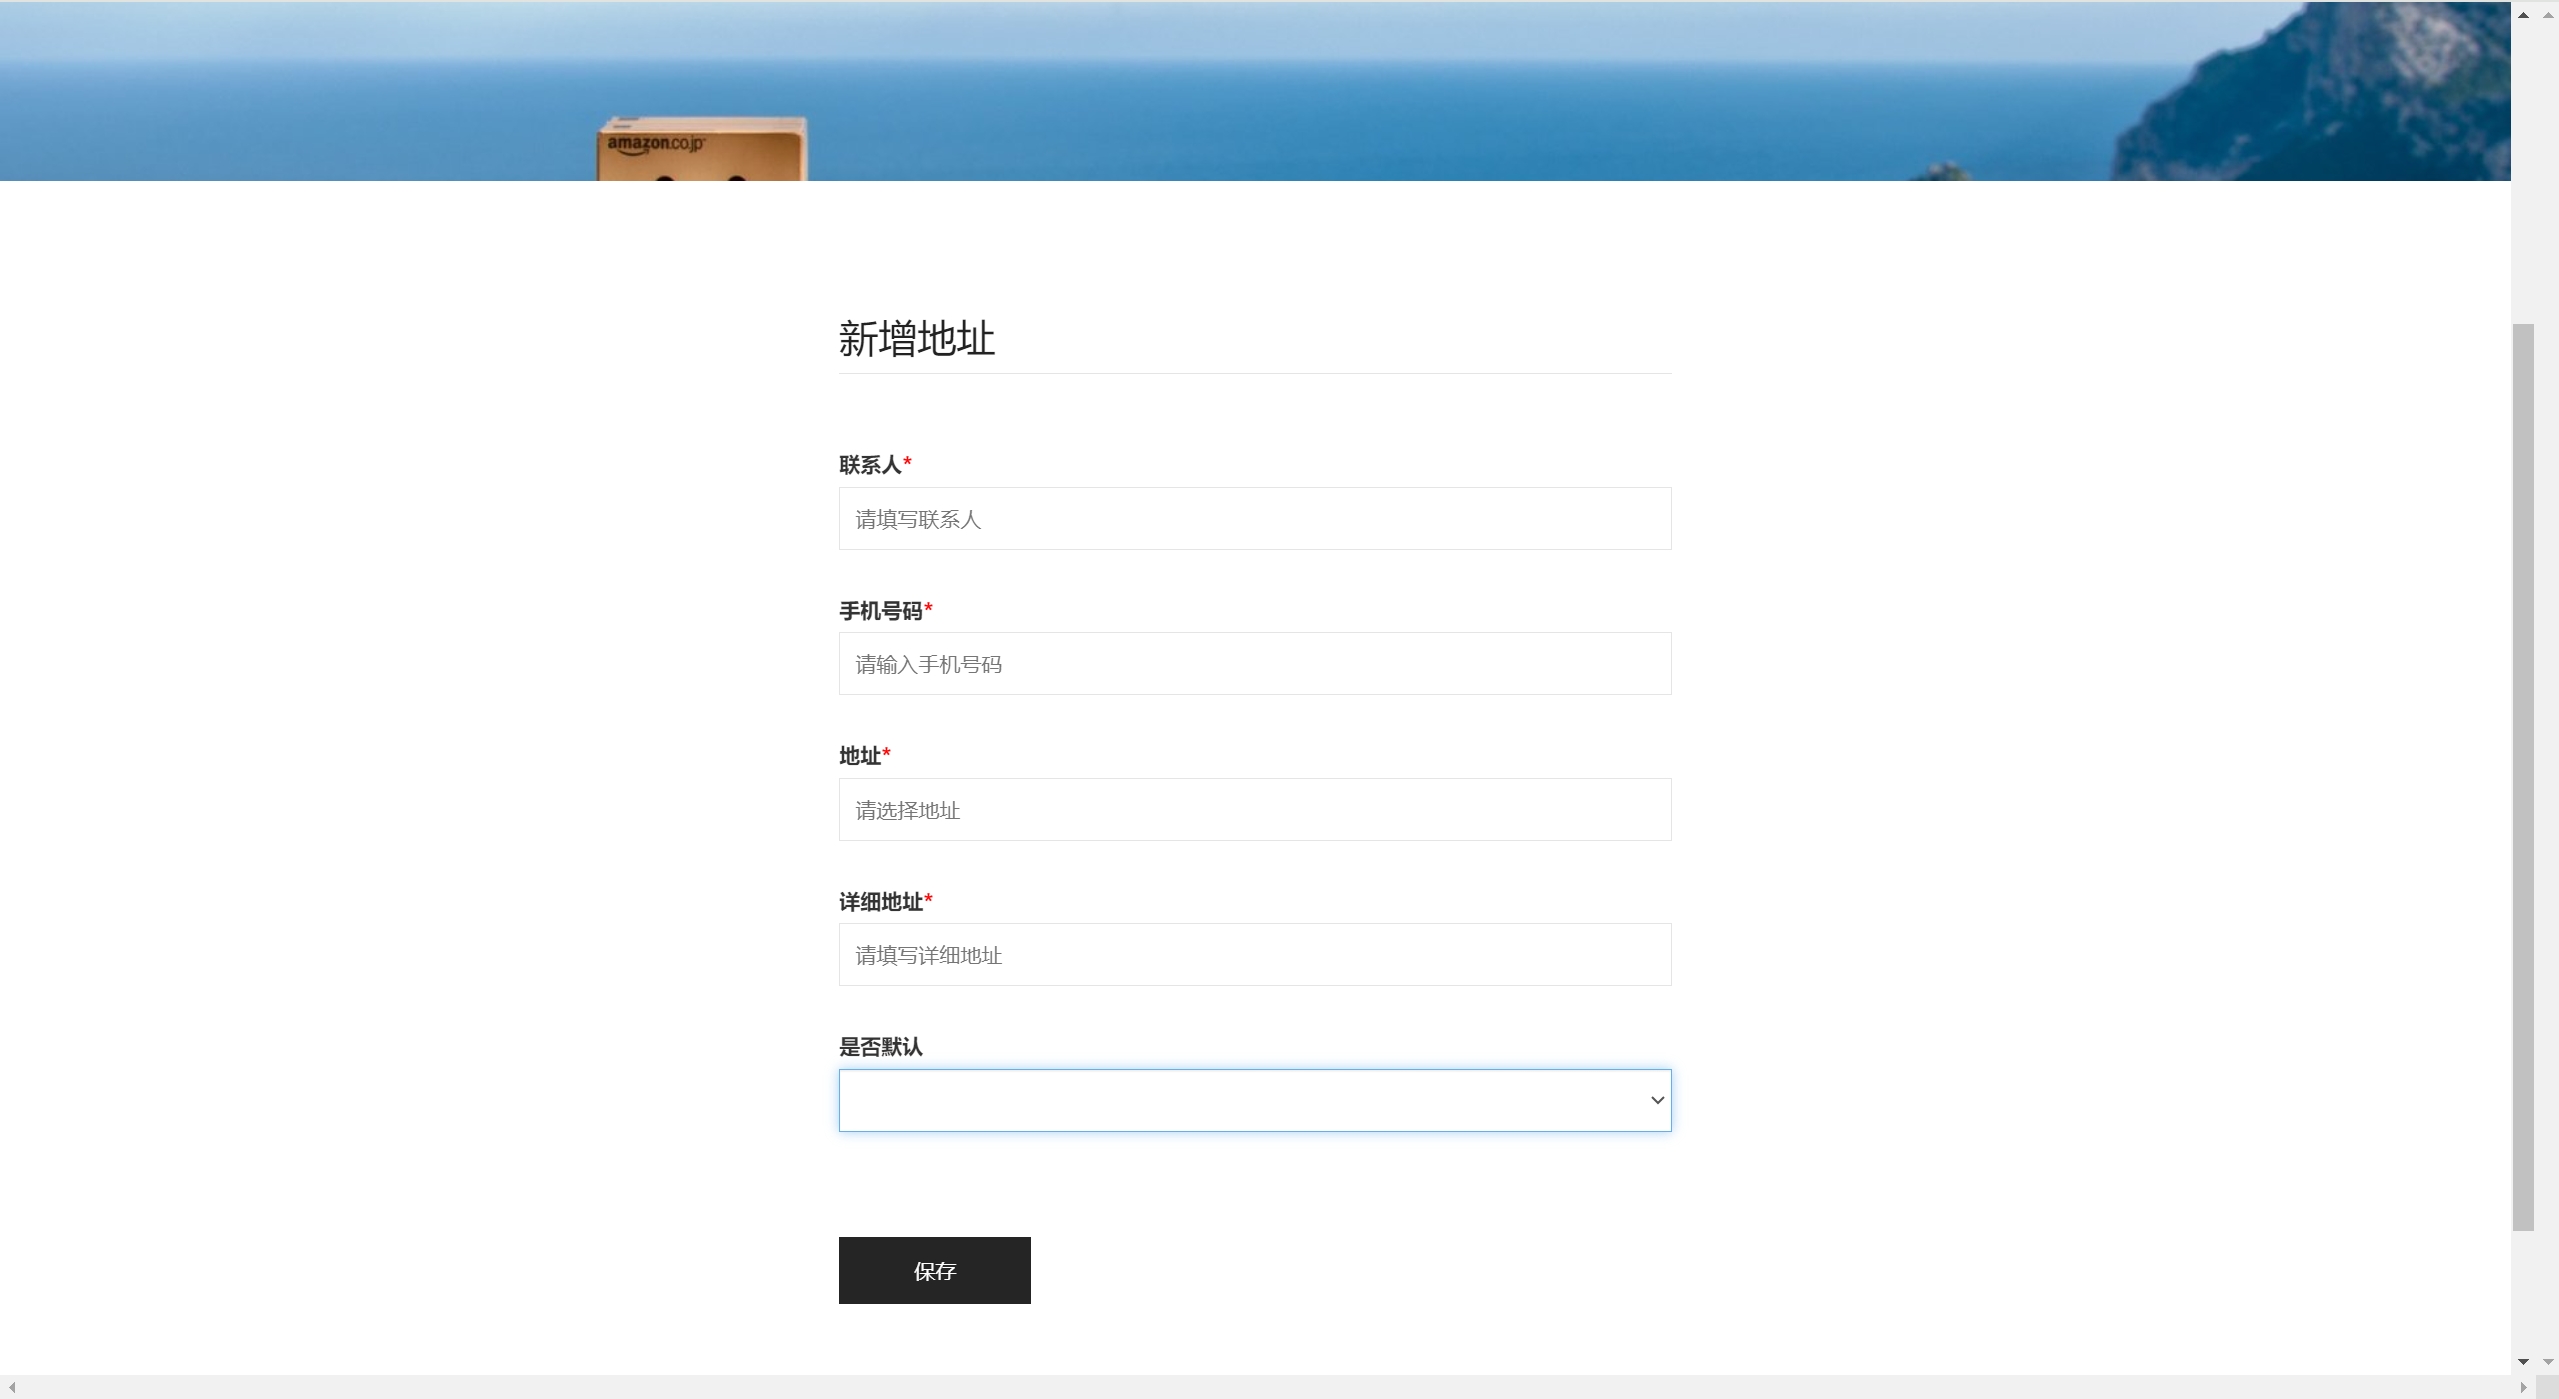 amazon.co.jp
新增地址
联系人*
请填写联系人
手机号码*
请输入手机号码
地址*
请选择地址
详细地址*
请填写详细地址
是否默认
保存